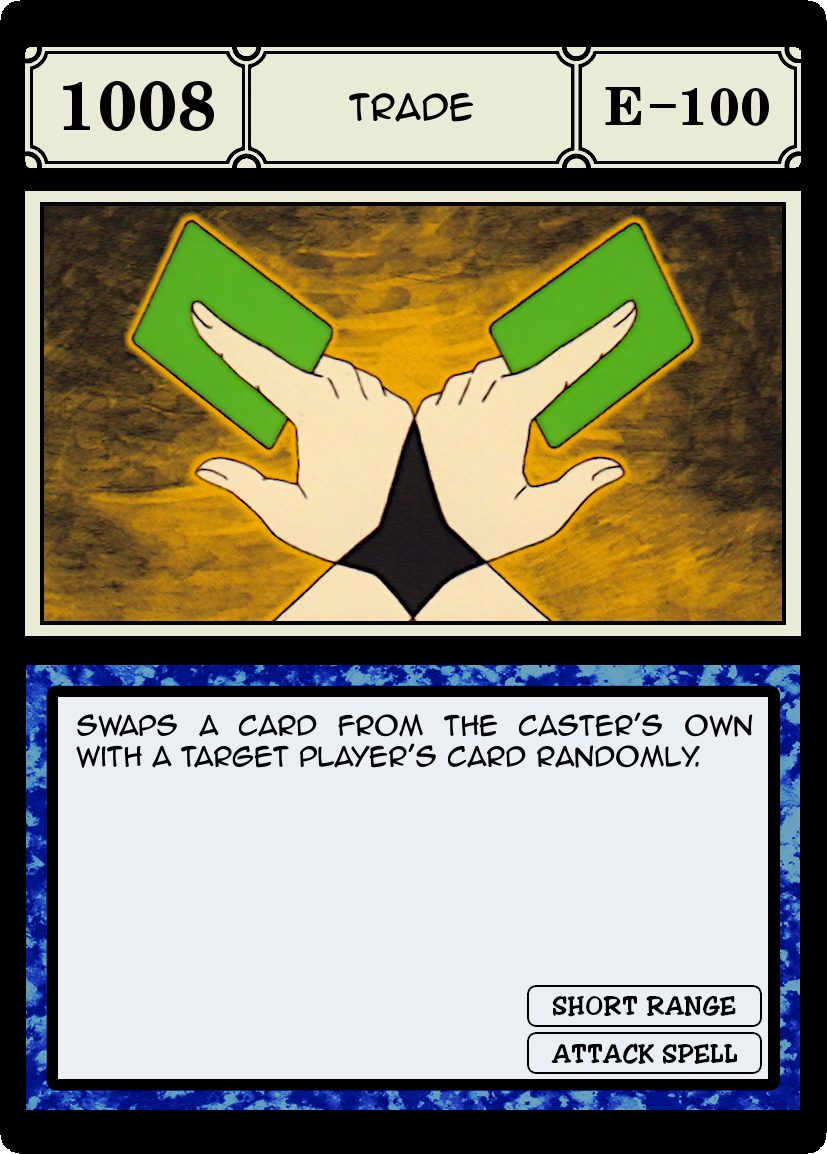 1008
TRADE
E-100
SWAPS A CARD FROM THE CASTER'S OWN
WITH A TARGET PLAYER'S CARD RANDOMLY.
SHORT RANGE
ATTACK SPELL